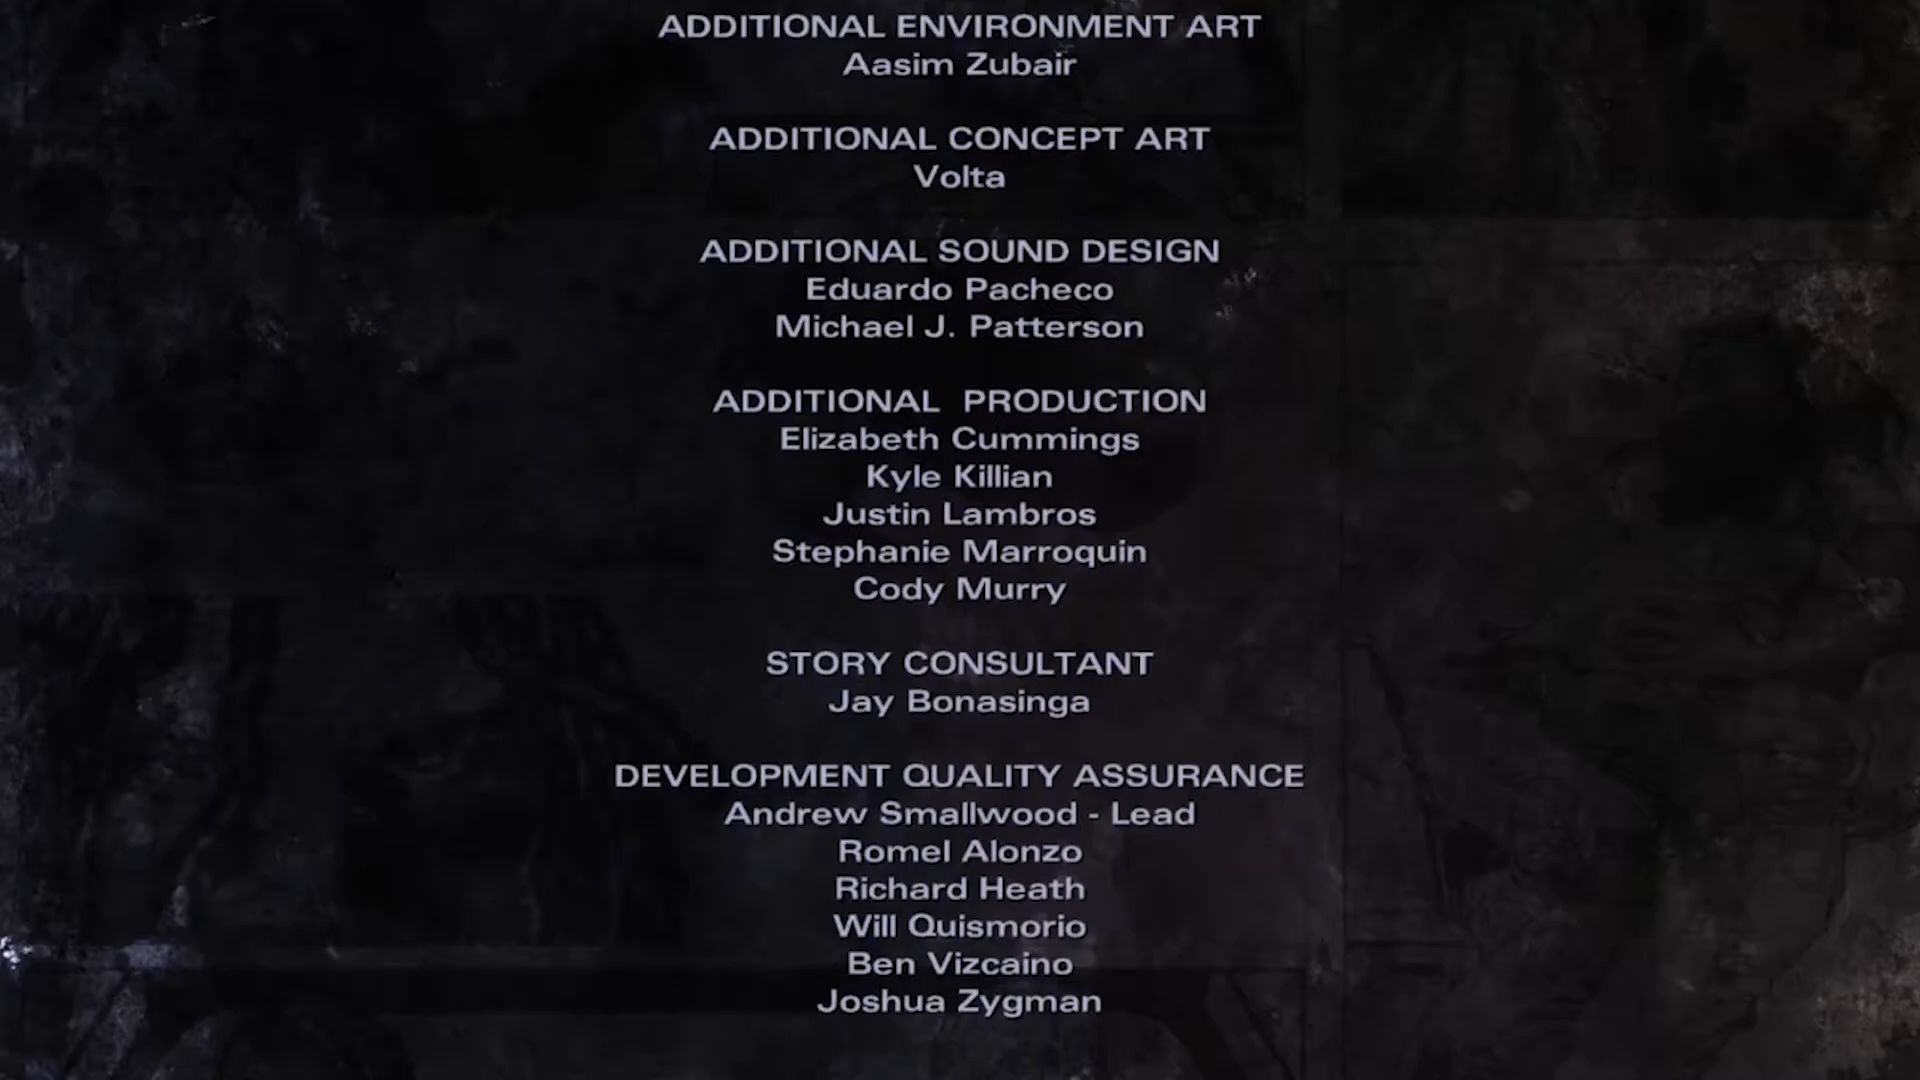 ADDITIONAL ENVIRONMENT ART
Aasim Zubair
ADDITIONAL CONCEPT ART
Volta
ADDITIONAL SOUND DESIGN
Eduardo Pacheco
Michael J. Patterson
ADDITIONAL  PRODUCTION
Elizabeth Cummings
Kyle Killian
Justin Lambros
Stephanie Marroquin
Cody Murry
STORY CONSULTANT
Jay Bonasinga
DEVELOPMENT QUALITY ASSURANCE
Andrew Smallwood - Lead
Romel Alonzo
Richard Heath
Will Quismorio
Ben Vizcaino
Joshua Zygman